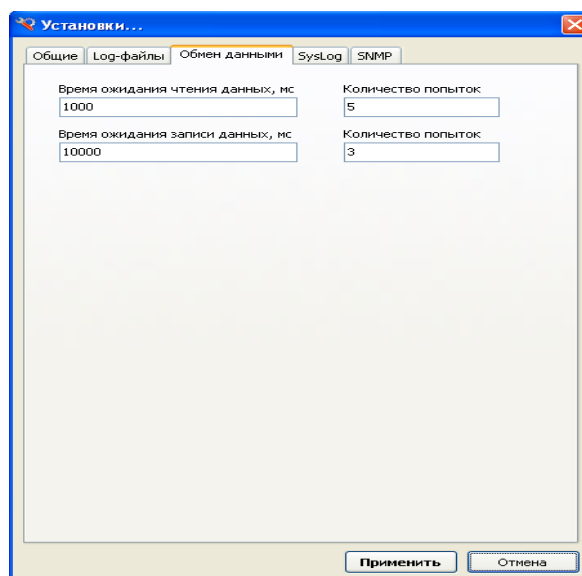 Установки...
Общие Log-файлы Обмен данными SysLog SNMP
Время ожидания чтения данных, мс Количество попыток
1000 5
Время ожидания записи данных, мс Количество попыток
10000 3
Применить Отмена